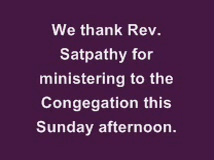 We thank Rev.
Satpathy for
ministering to the
Congegation this
Sunday afternoon.